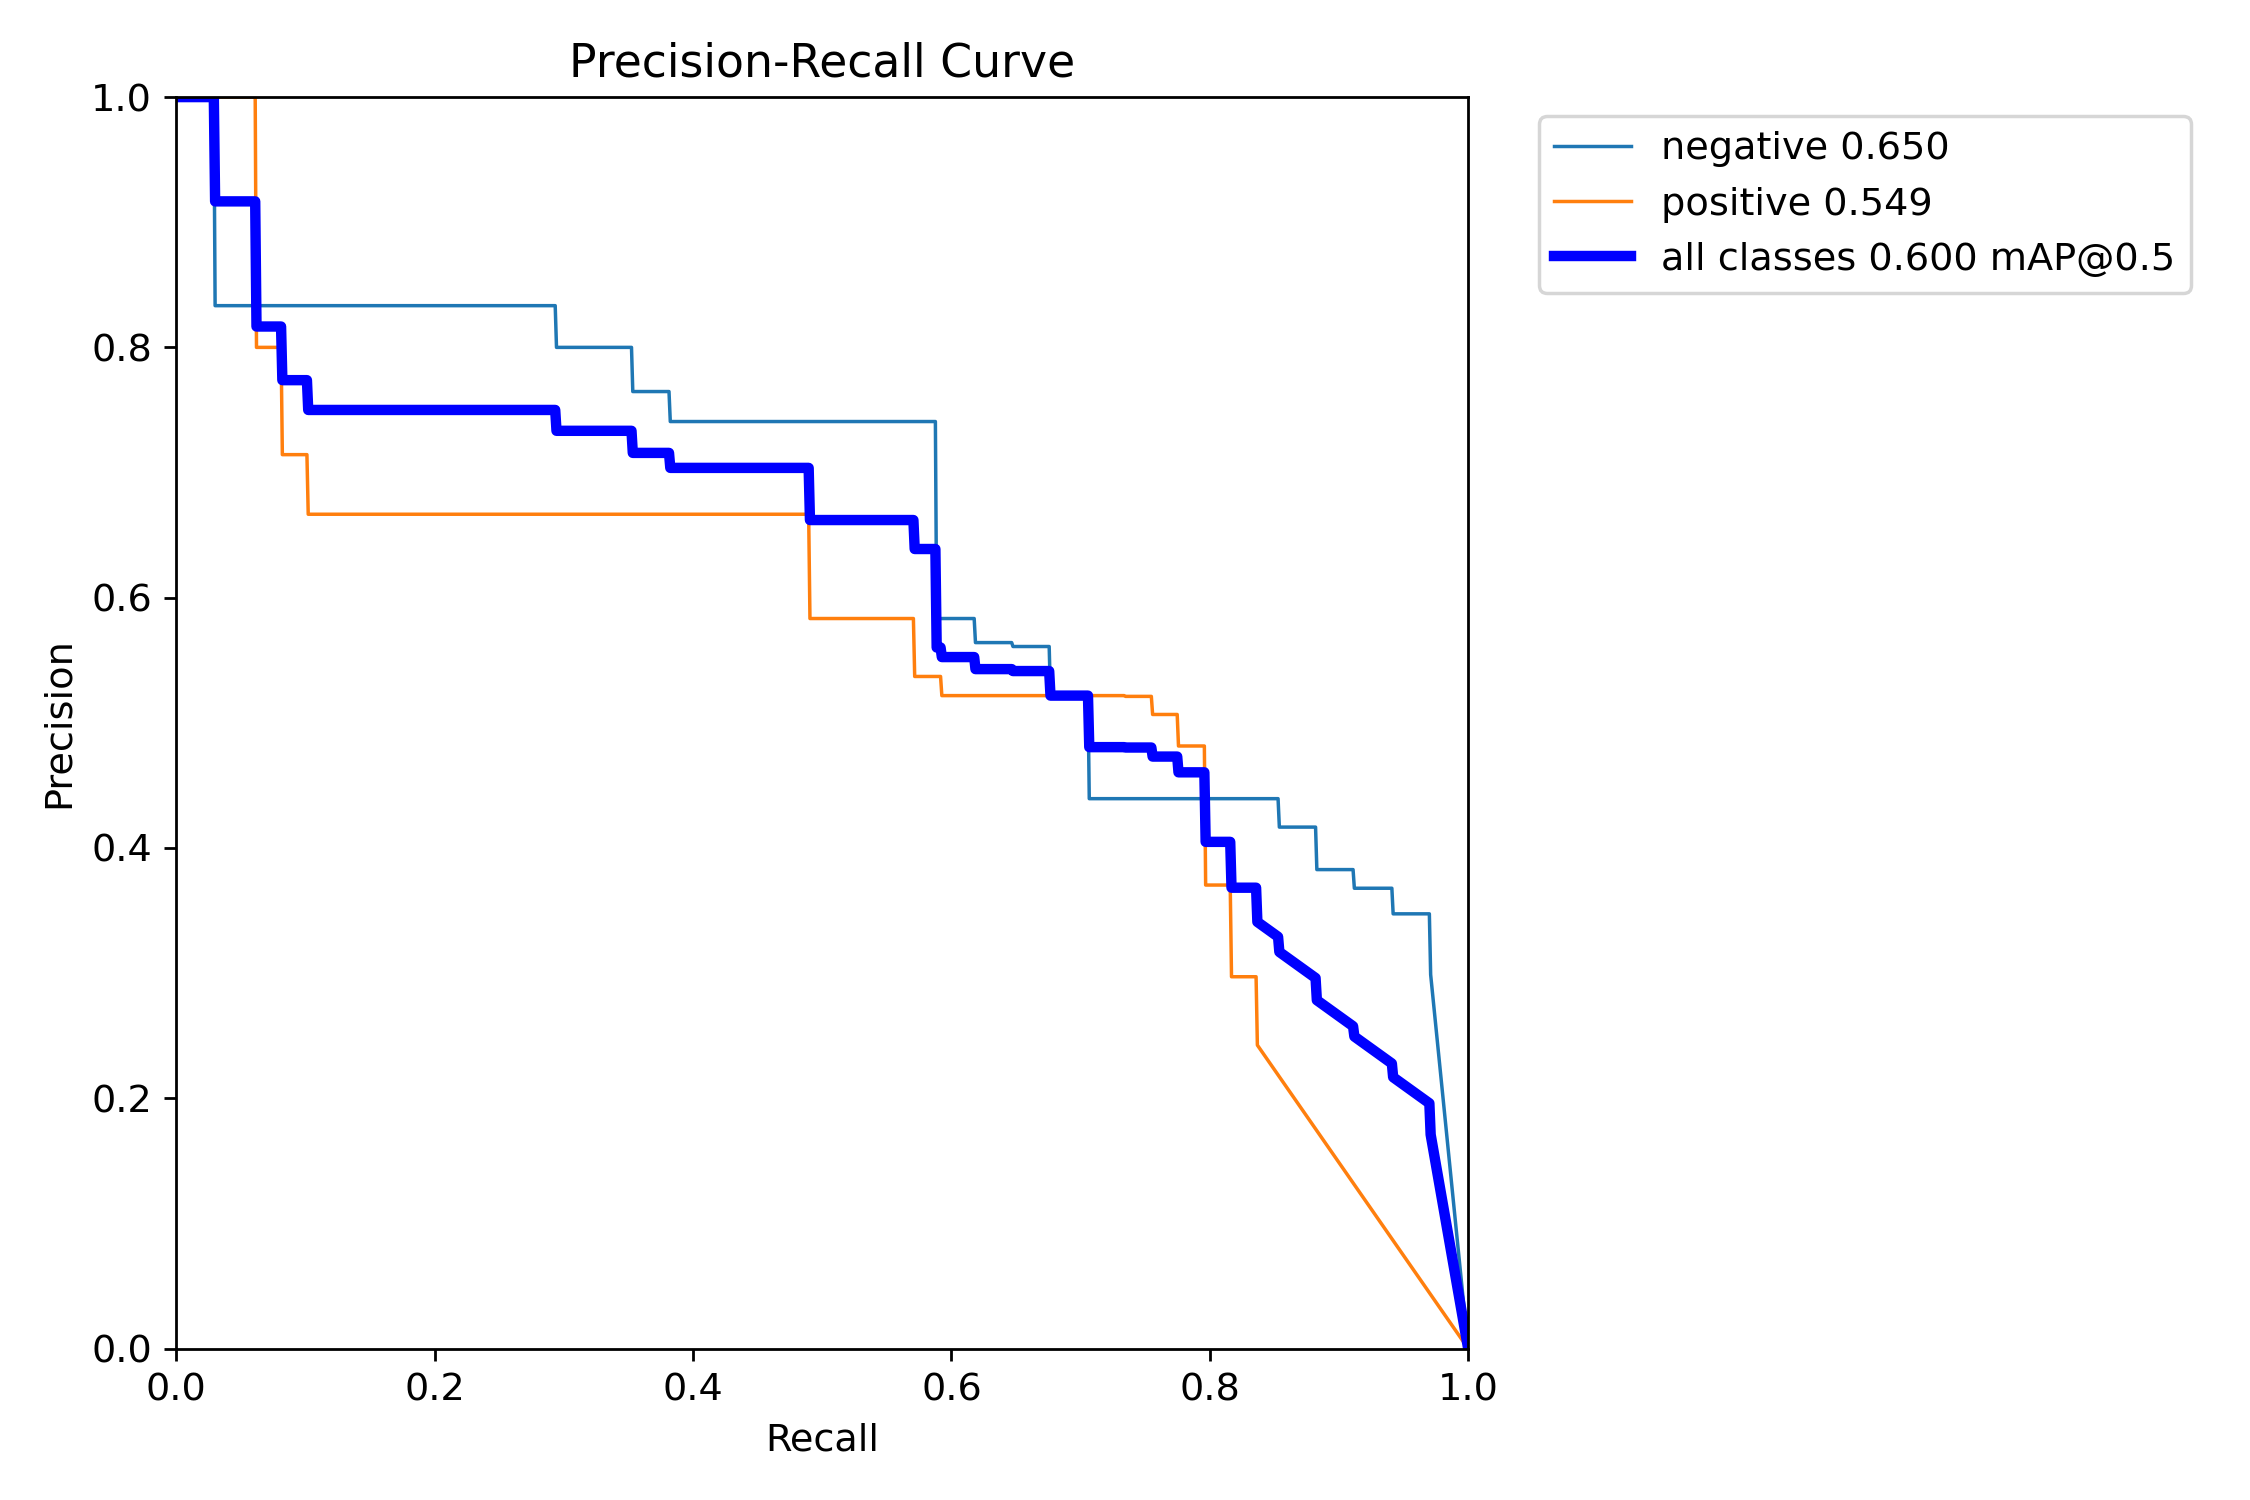 Precision-Recall Curve
negative 0.650
positive 0.549
all classes 0.600 mAP@0.5
Precision
1.0
0.8
0.6
0.4
0.2
0.0
0.0 0.2 0.4 0.6 0.8 1.0
Recall